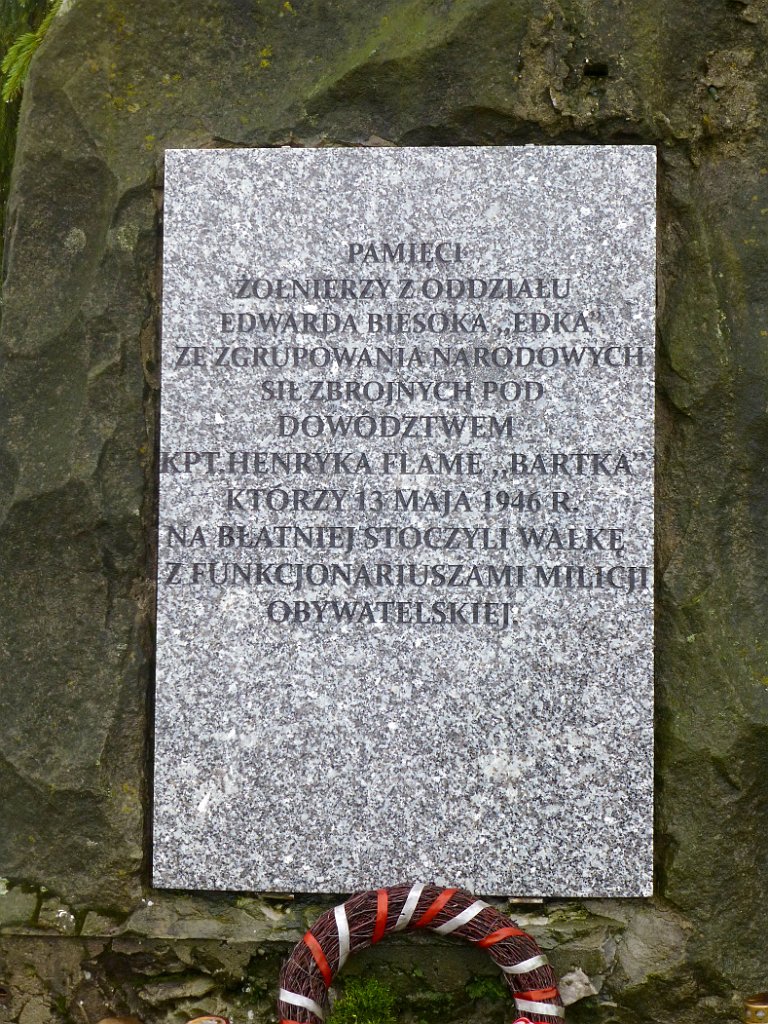 PAMIĘCI
ŻOŁNIERZY Z ODDZIAŁU
EDWARDA BIESOKA „EDKA”
ZE ZGRUPOWANIA NARODOWYCH
SIŁ ZBROJNYCH POD
DOWÓDZTWEM
KPT.HENRYKA FLAME „BARTKA”
KTÓRZY 13 MAJA 1946 R.
NA BŁATNIEJ STOCZYLI WALKĘ
Z FUNKCJONARIUSZAMI MILICJI
OBYWATELSKIEJ.